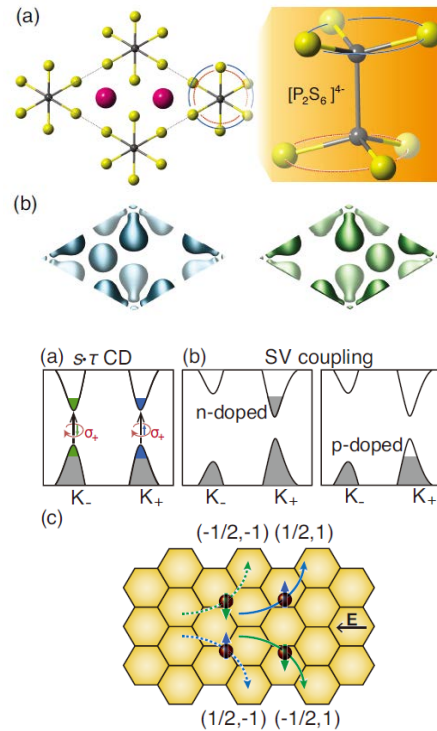 (a)
[P₂S₆]⁴⁻
(b)
(a) s·τ CD (b) SV coupling
n-doped
p-doped
σ₊ σ₊
K₋ K₊ K₋ K₊ K₋ K₊
(c)
(-1/2,-1) (1/2,1)
E
(1/2,-1) (-1/2,1)